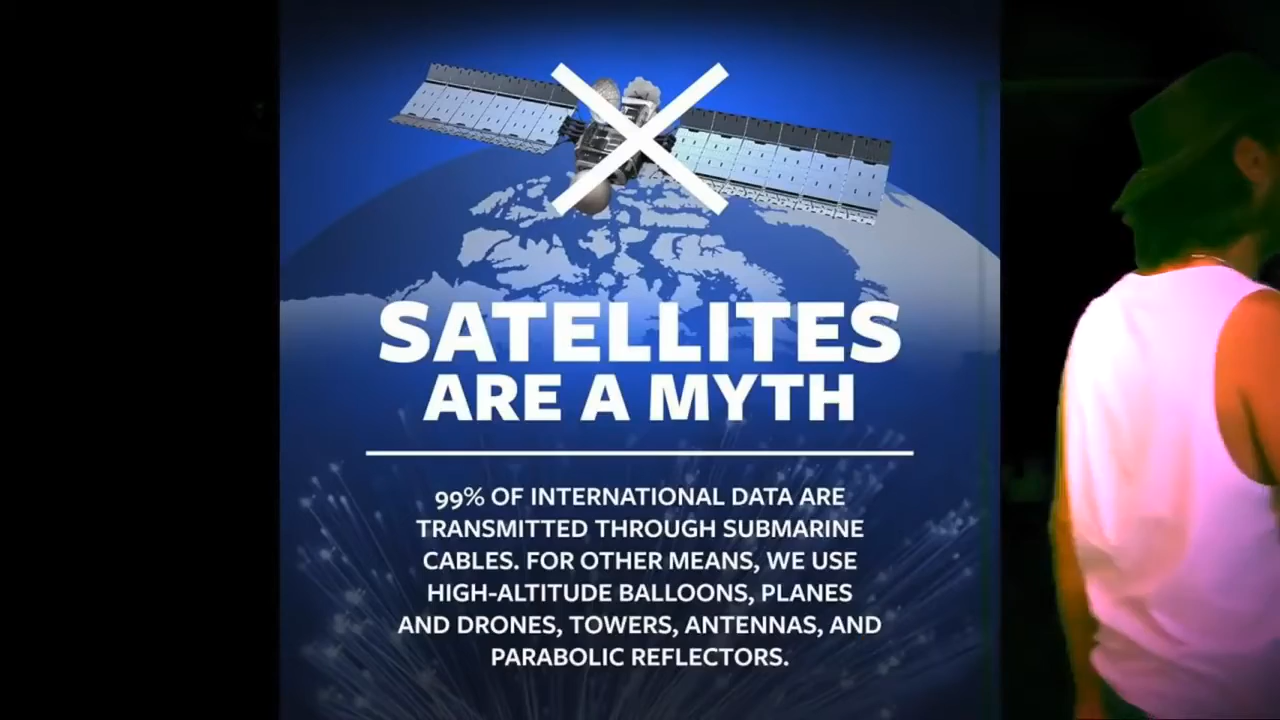 SATELLITES
ARE A MYTH
99% OF INTERNATIONAL DATA ARE
TRANSMITTED THROUGH SUBMARINE
CABLES. FOR OTHER MEANS, WE USE
HIGH-ALTITUDE BALLOONS, PLANES
AND DRONES, TOWERS, ANTENNAS, AND
PARABOLIC REFLECTORS.